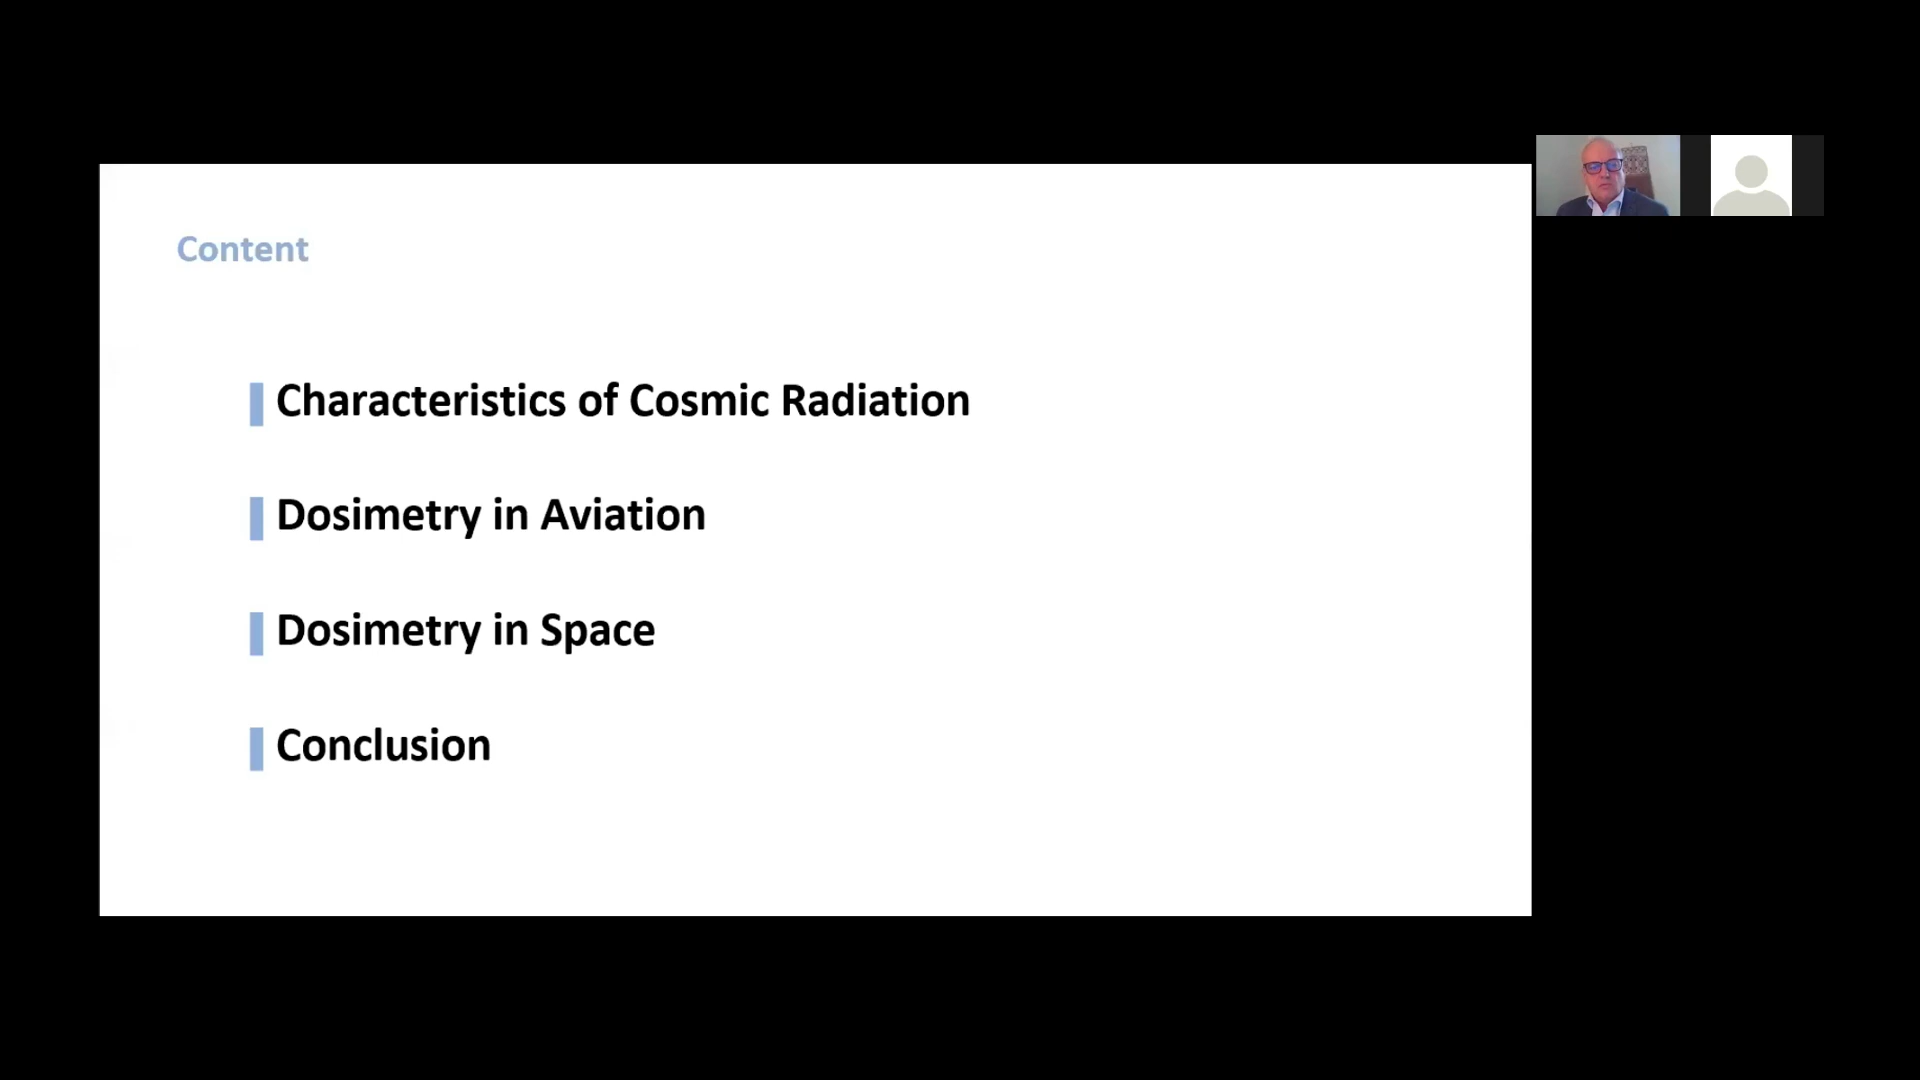 Content
Characteristics of Cosmic Radiation
Dosimetry in Aviation
Dosimetry in Space
Conclusion